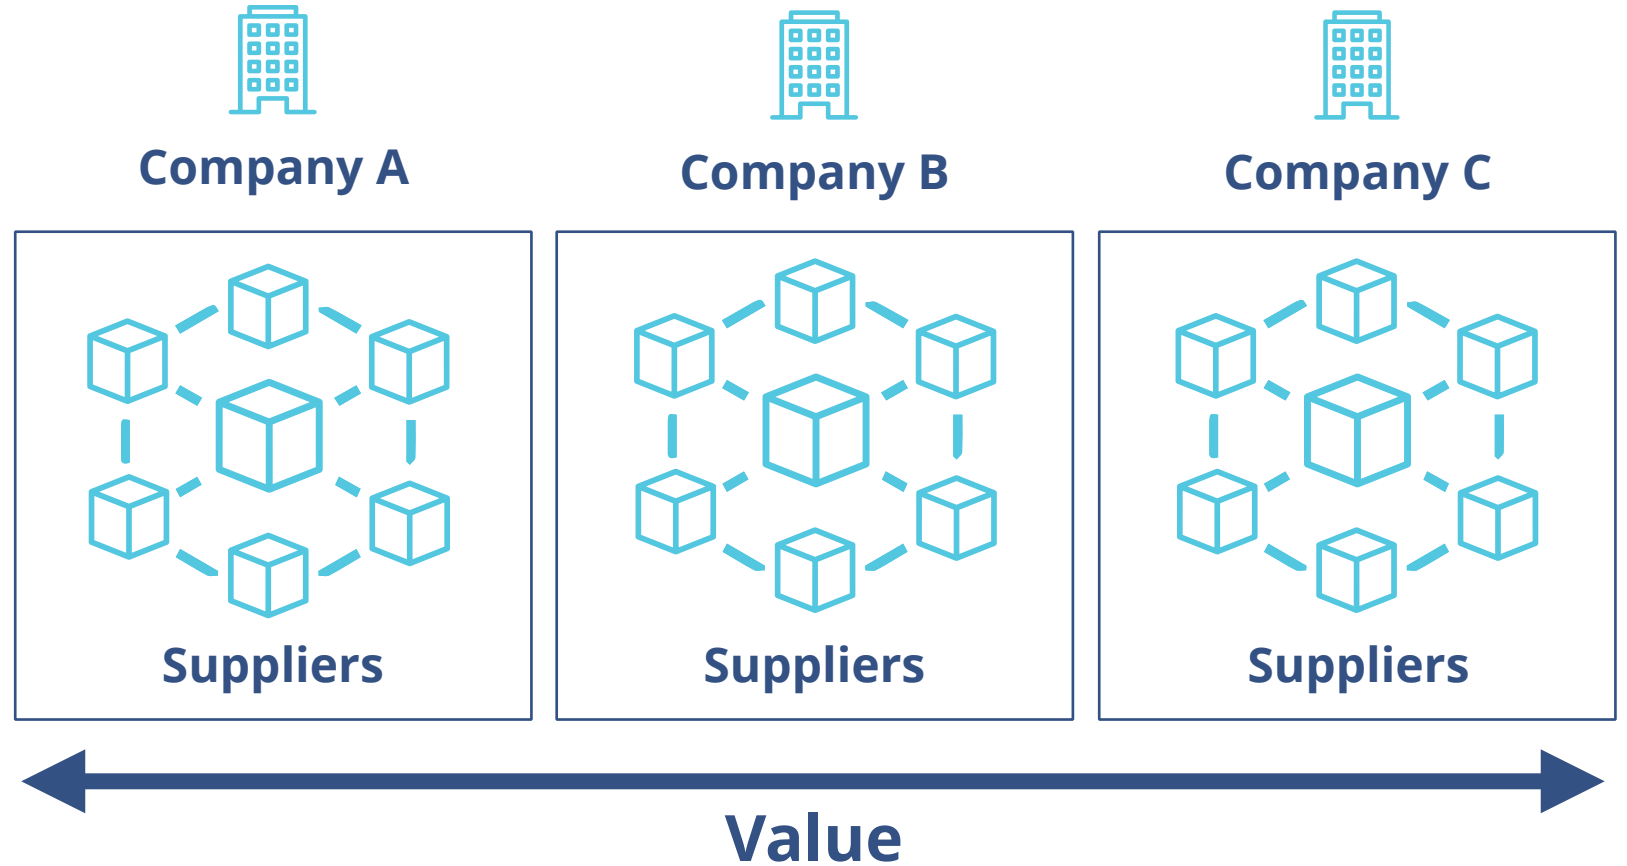 Company A
Company B
Company C
Suppliers
Suppliers
Suppliers
Value